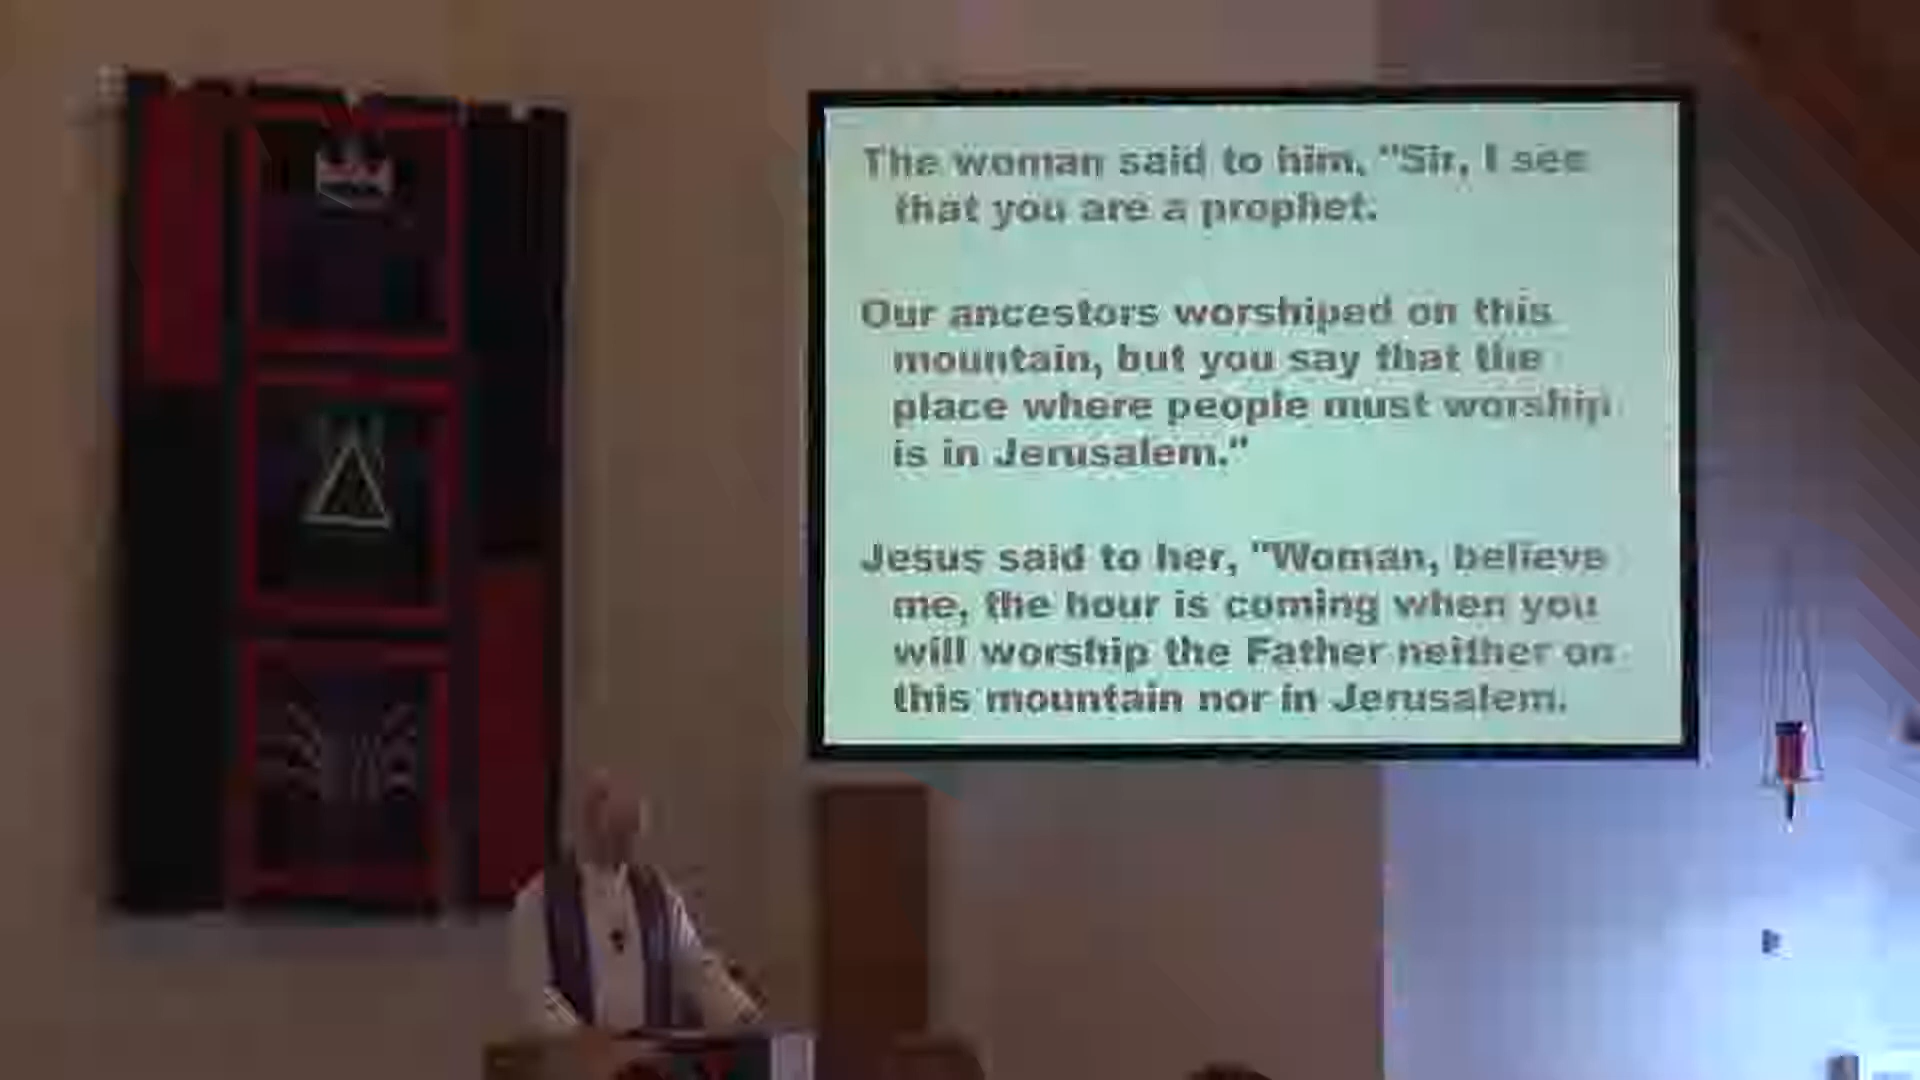 The woman said to him, "Sir, I see
that you are a prophet.
Our ancestors worshiped on this
mountain, but you say that the
place where people must worship
is in Jerusalem."
Jesus said to her, "Woman, believe
me, the hour is coming when you
will worship the Father neither on
this mountain nor in Jerusalem.